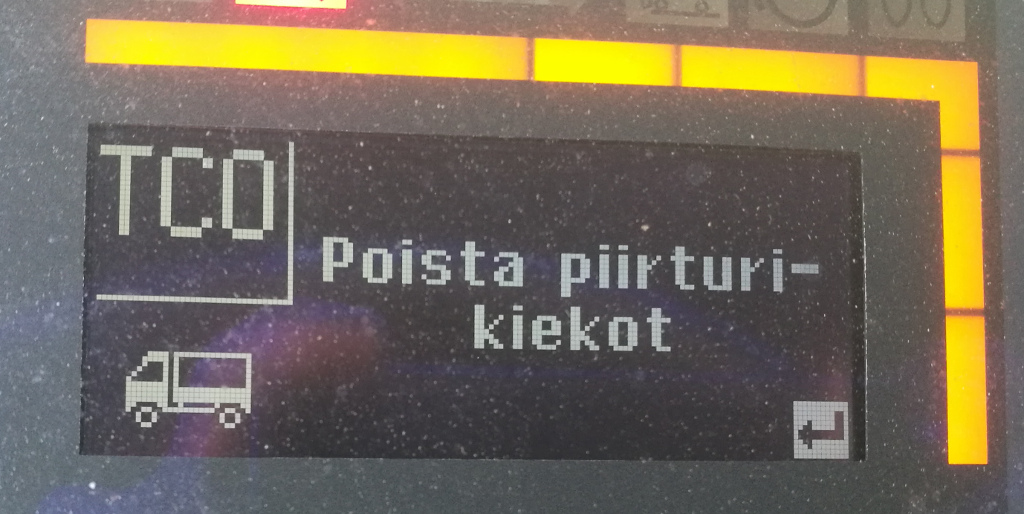 TCO
Poista piirturi-
kiekot